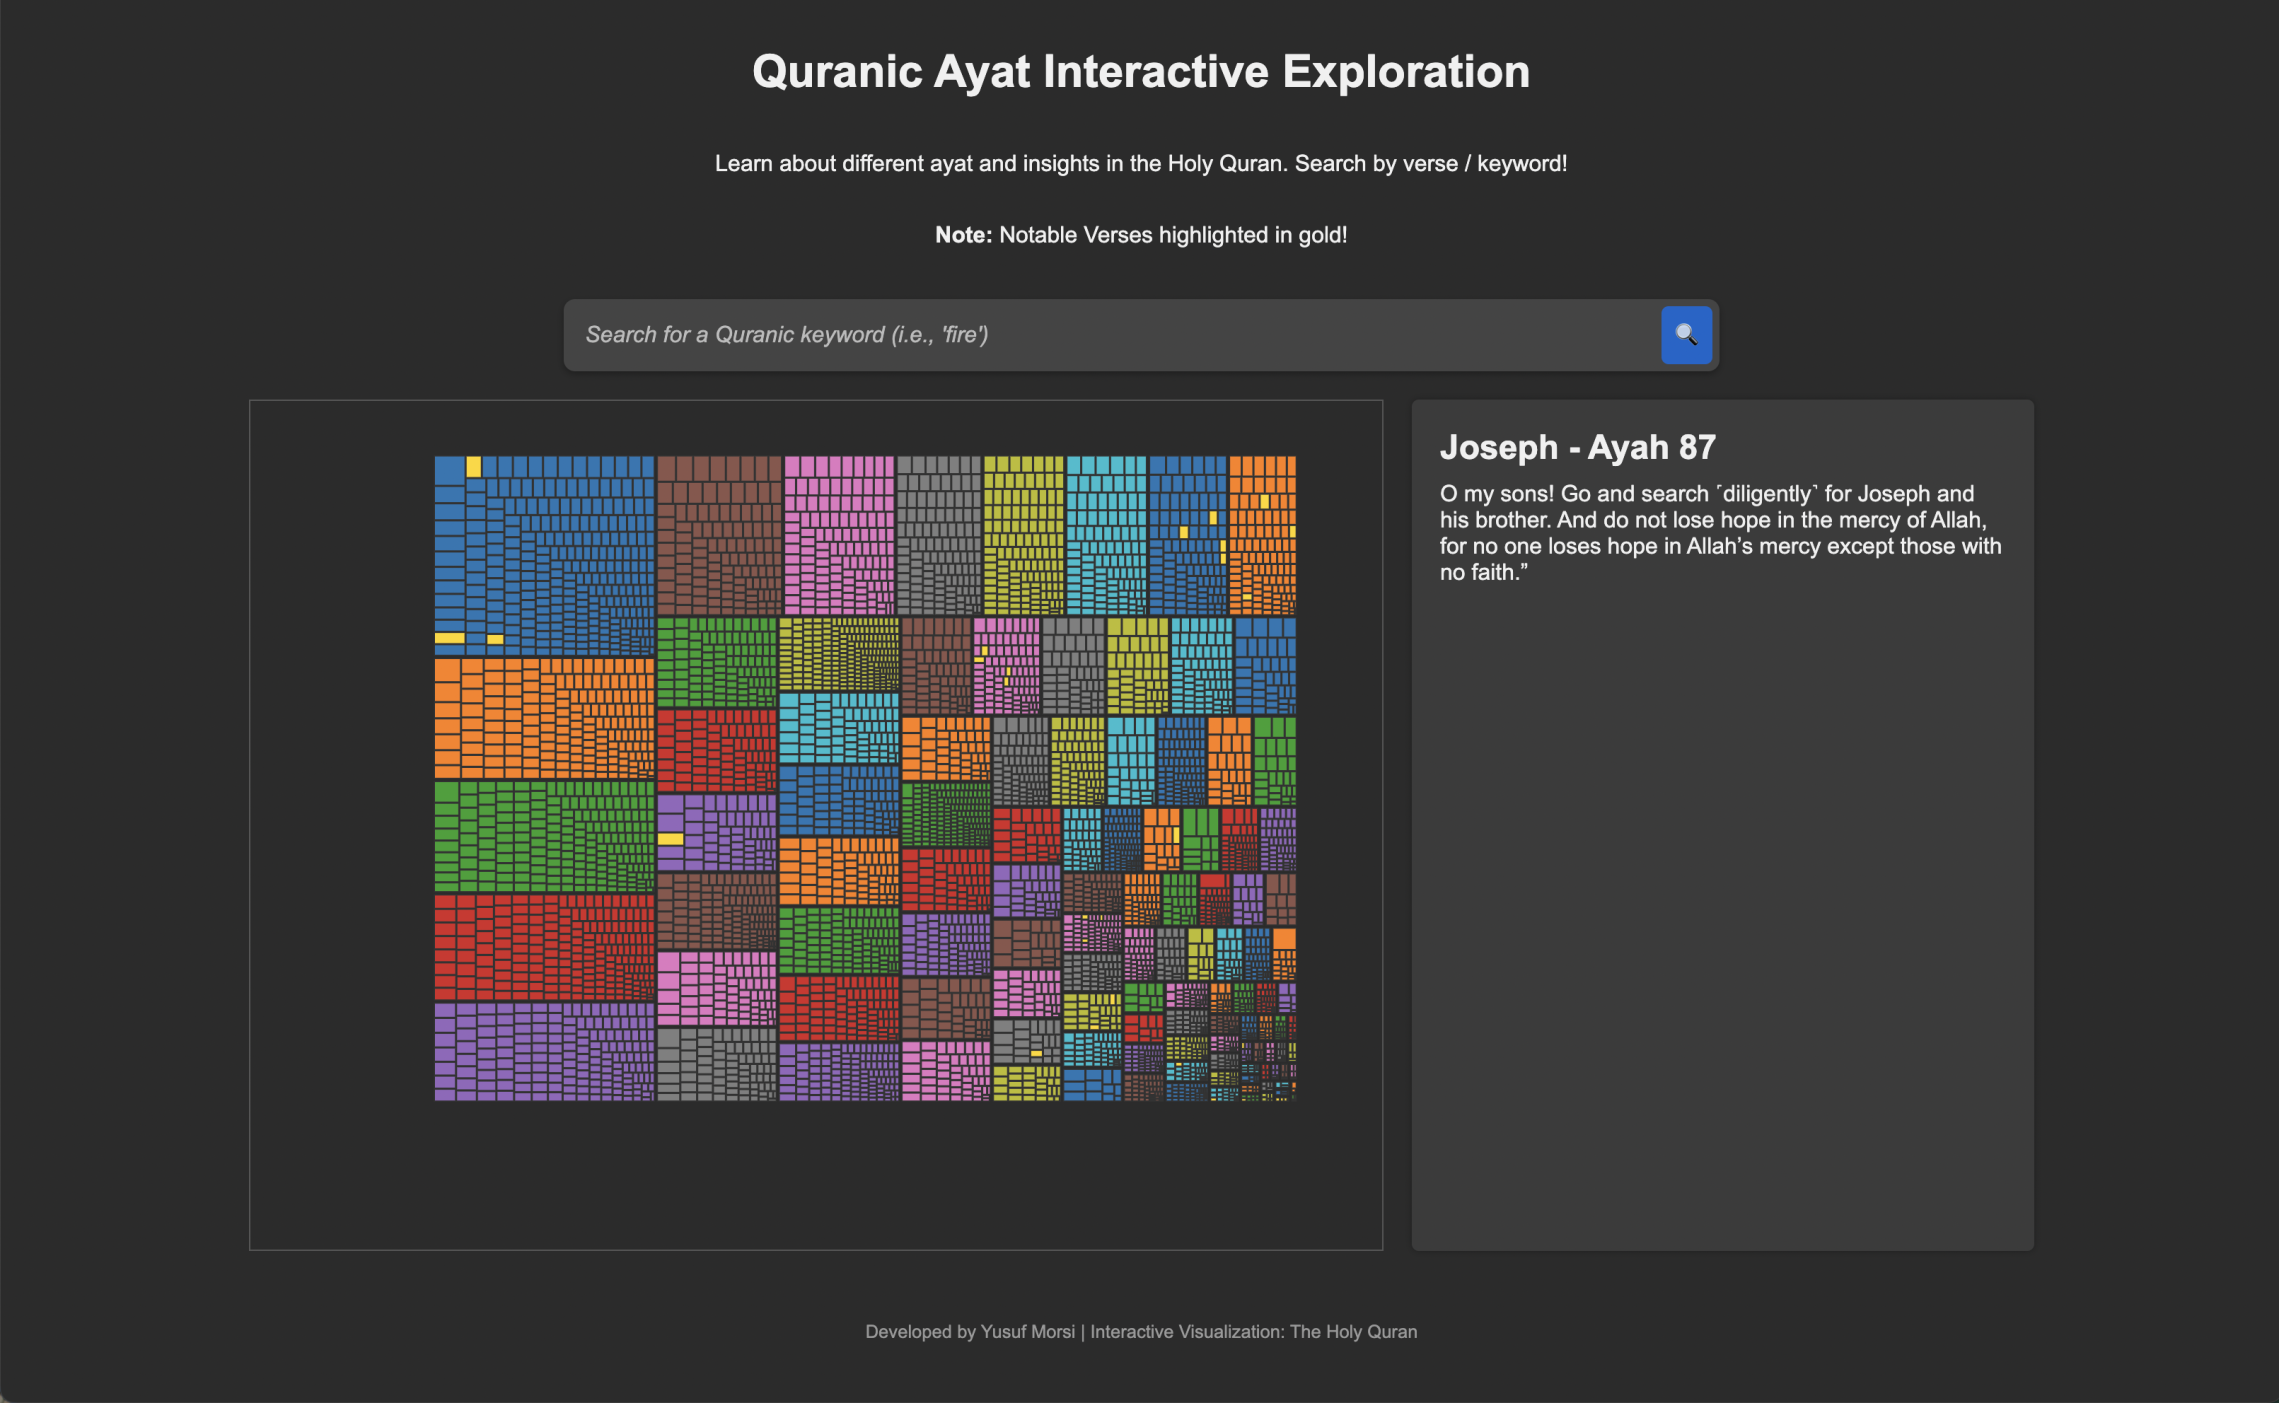 Quranic Ayat Interactive Exploration
Learn about different ayat and insights in the Holy Quran. Search by verse / keyword!
Note: Notable Verses highlighted in gold!
Search for a Quranic keyword (i.e., 'fire')
Joseph - Ayah 87
O my sons! Go and search ˹diligently˺ for Joseph and
his brother. And do not lose hope in the mercy of Allah,
for no one loses hope in Allah’s mercy except those with
no faith.”
Developed by Yusuf Morsi | Interactive Visualization: The Holy Quran